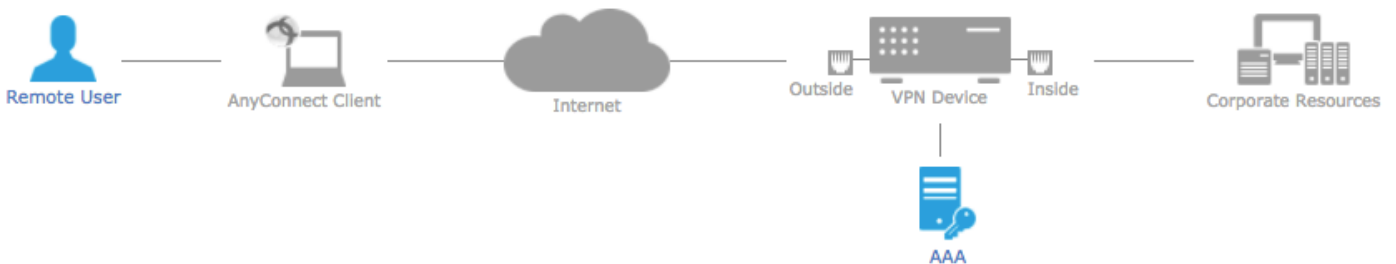 Remote User
AnyConnect Client
Internet
Outside
VPN Device
Inside
Corporate Resources
AAA